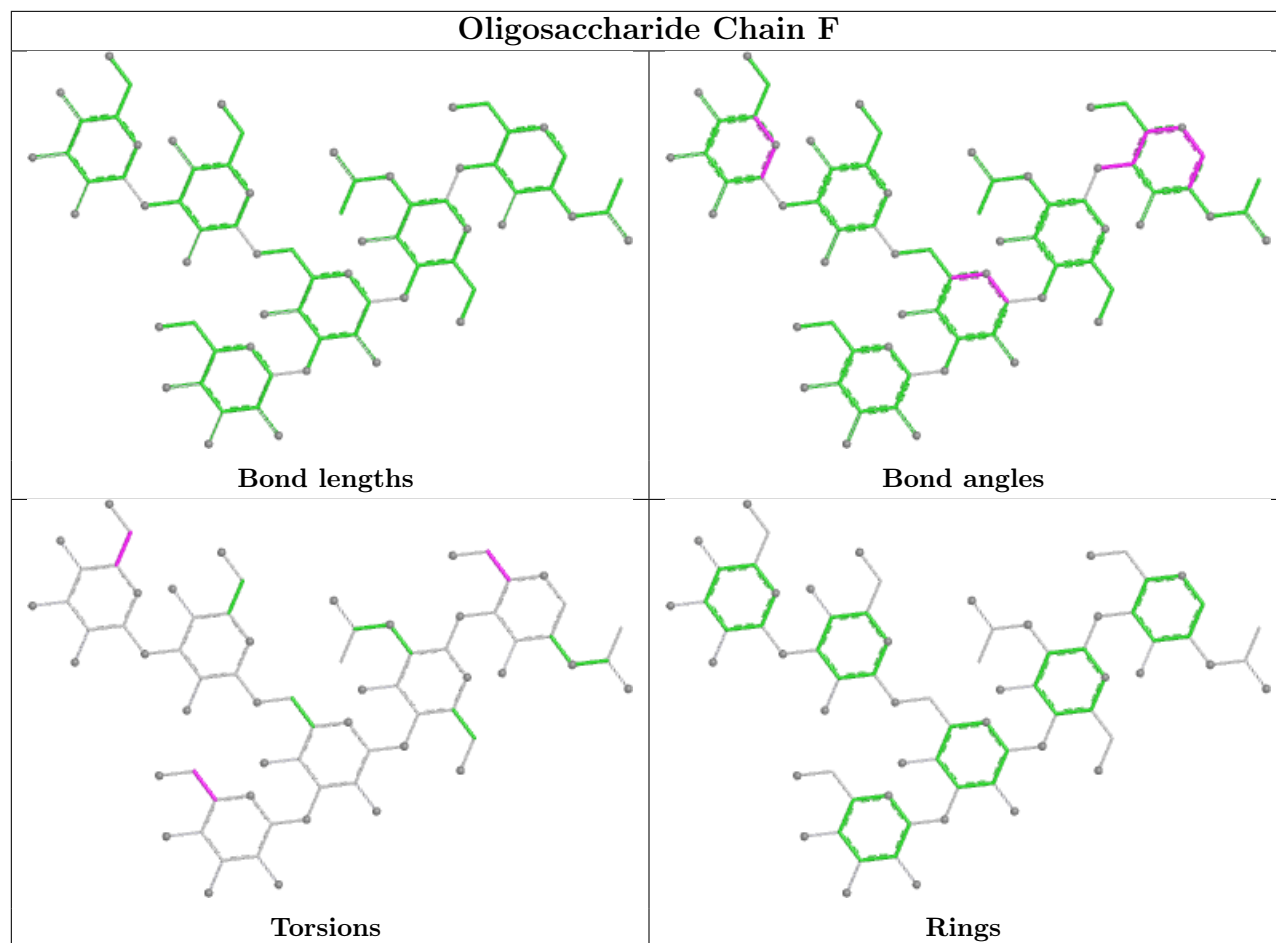 Oligosaccharide Chain F
Bond lengths
Bond angles
Torsions
Rings